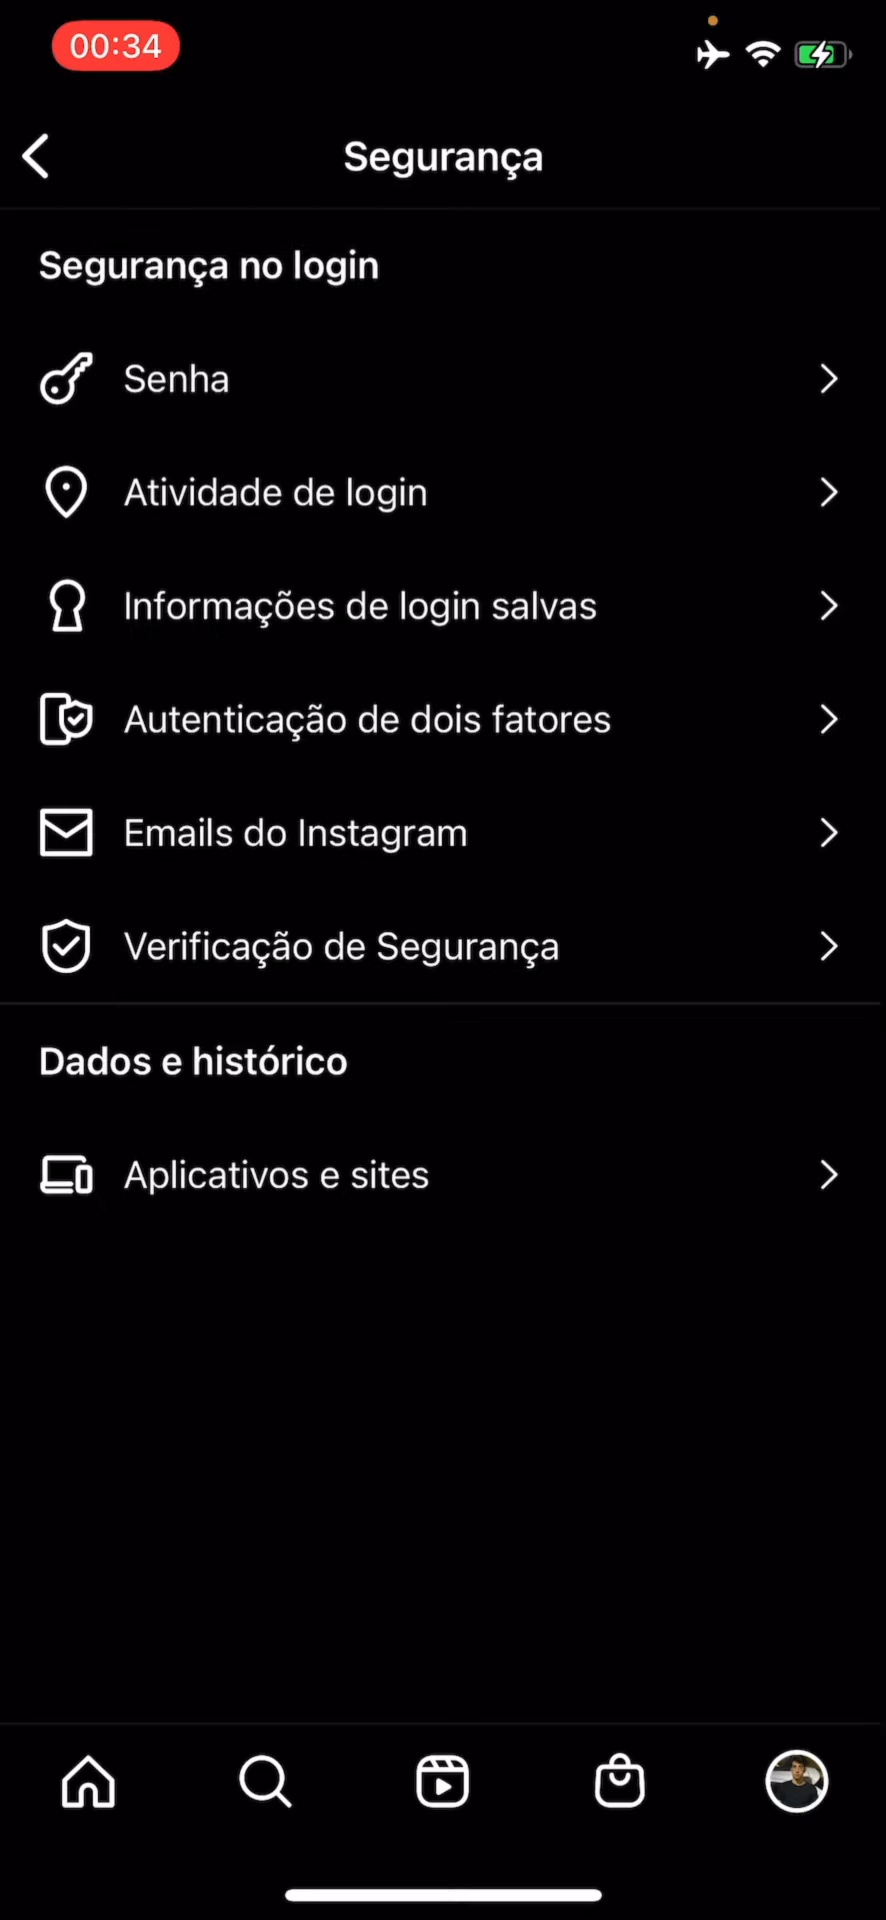 00:34
Segurança
Segurança no login
Senha
Atividade de login
Informações de login salvas
Autenticação de dois fatores
Emails do Instagram
Verificação de Segurança
Dados e histórico
Aplicativos e sites